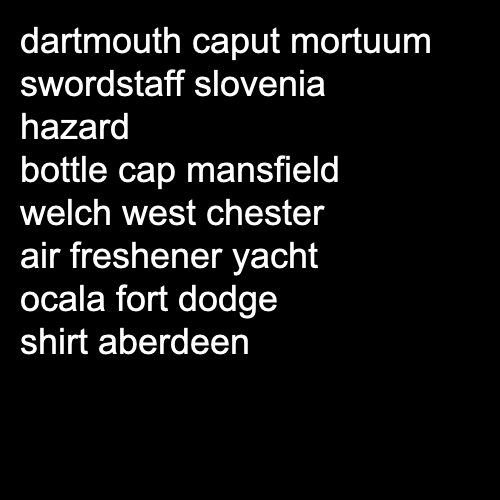 dartmouth caput mortuum
swordstaff slovenia
hazard
bottle cap mansfield
welch west chester
air freshener yacht
ocala fort dodge
shirt aberdeen